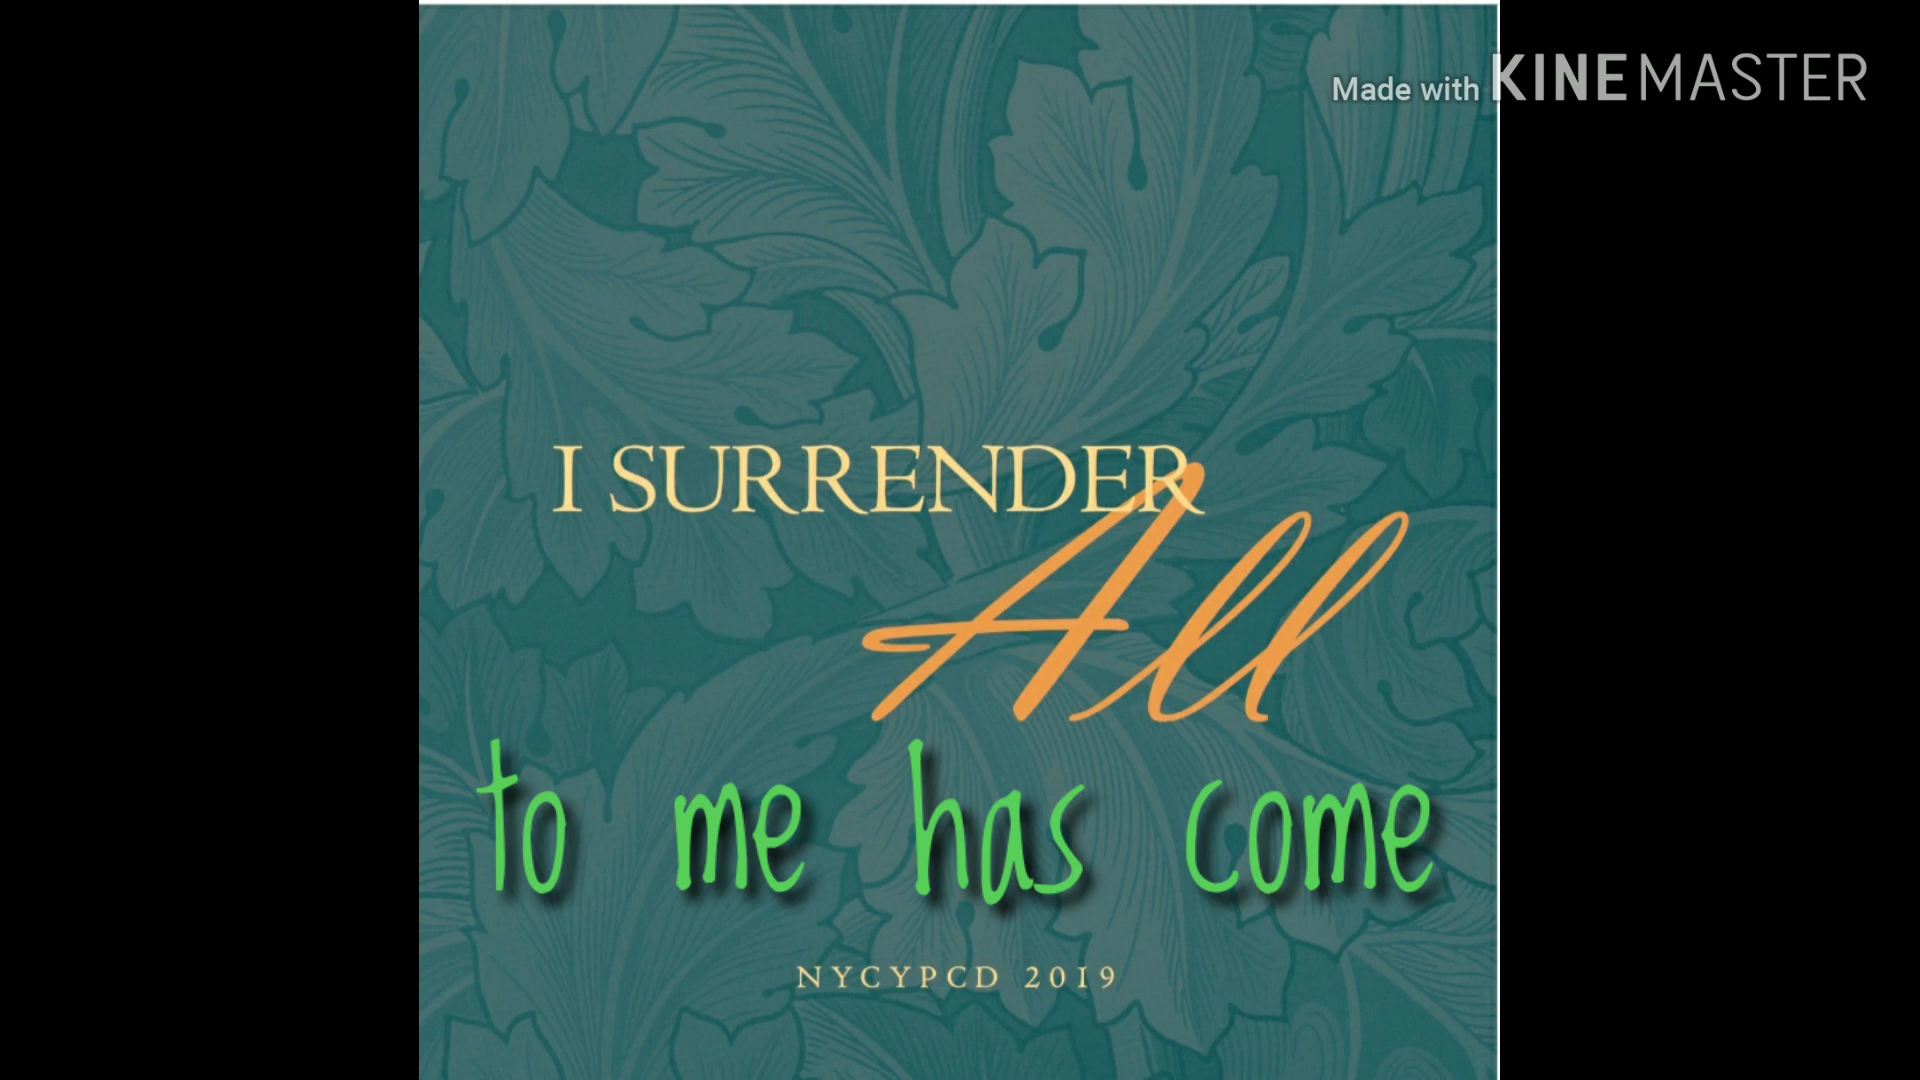 Made with KINEMASTER
I SURRENDER
All
to me has come
NYCYPCD 2019